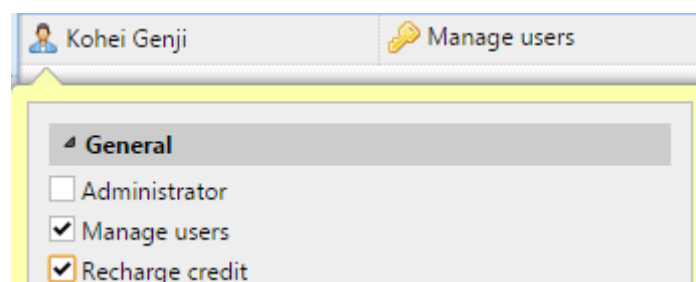 Kohei Genji Manage users
General
Administrator
Manage users
Recharge credit